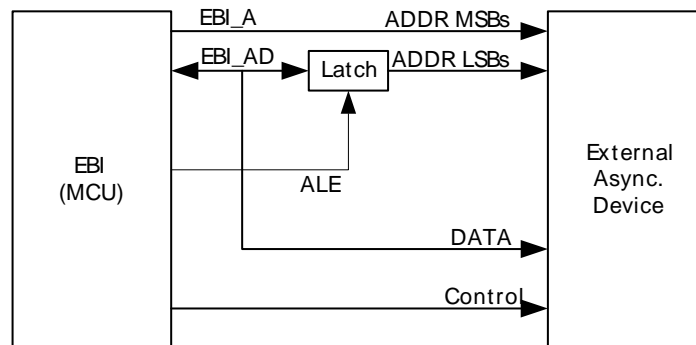 EBI_A
ADDR MSBs
EBI_AD
Latch
ADDR LSBs
EBI
(MCU)
ALE
External
Async.
Device
DATA
Control